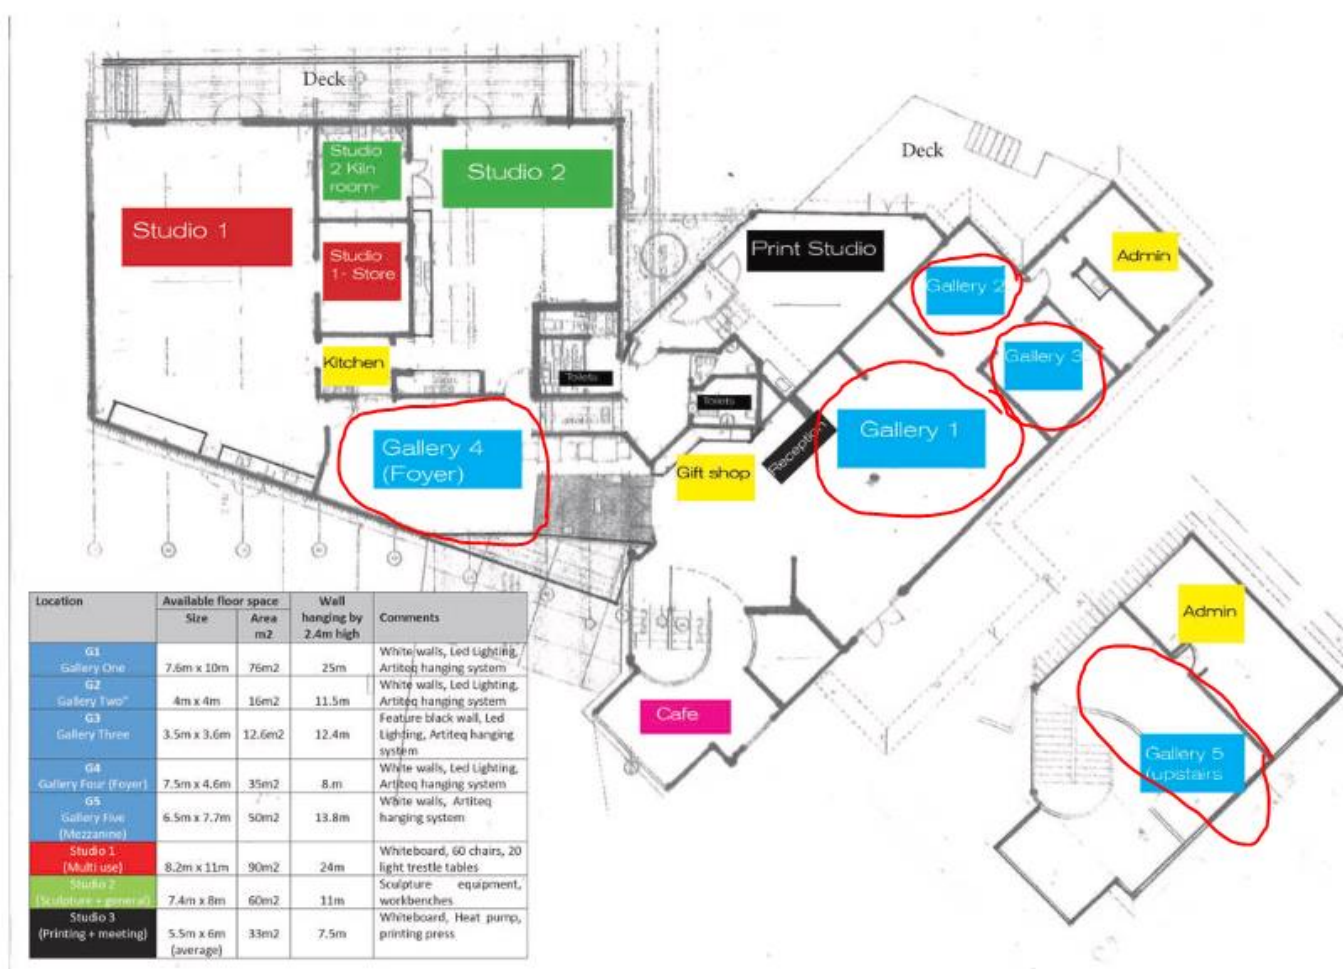 Deck
Studio
2 Kiln
room-
Studio 2
Studio 1
Studio
1- Store
Kitchen
Toilets
Gallery 4
(Foyer)
Deck
Print Studio
Admin
Gallery 2
Gallery 3
Toilets
Gallery 1
Reception
Gift shop
Cafe
Admin
Gallery 5
(upstairs
Location
Available floor space
Size
Area
m2
Wall
hanging by
2.4m high
Comments
G1
Gallery One
7.6m x 10m
76m2
25m
White walls, Led Lighting,
Artiteq hanging system
G2
Gallery Two"
4m x 4m
16m2
11.5m
White walls, Led Lighting,
Artiteq hanging system
G3
Gallery Three
3.5m x 3.6m
12.6m2
12.4m
Feature black wall, Led
Lighting, Artiteq hanging
system
G4
Gallery Four (Foyer)
7.5m x 4.6m
35m2
8.m
White walls, Led Lighting,
Artiteq hanging system
G5
Gallery Five
(Mezzanine)
6.5m x 7.7m
50m2
13.8m
White walls, Artiteq
hanging system
Studio 1
(Multi use)
8.2m x 11m
90m2
24m
Whiteboard, 60 chairs, 20
light trestle tables
Studio 2
(Sculpture + general)
7.4m x 8m
60m2
11m
Sculpture equipment,
workbenches
Studio 3
(Printing + meeting)
5.5m x 6m
(average)
33m2
7.5m
Whiteboard, Heat pump,
printing press